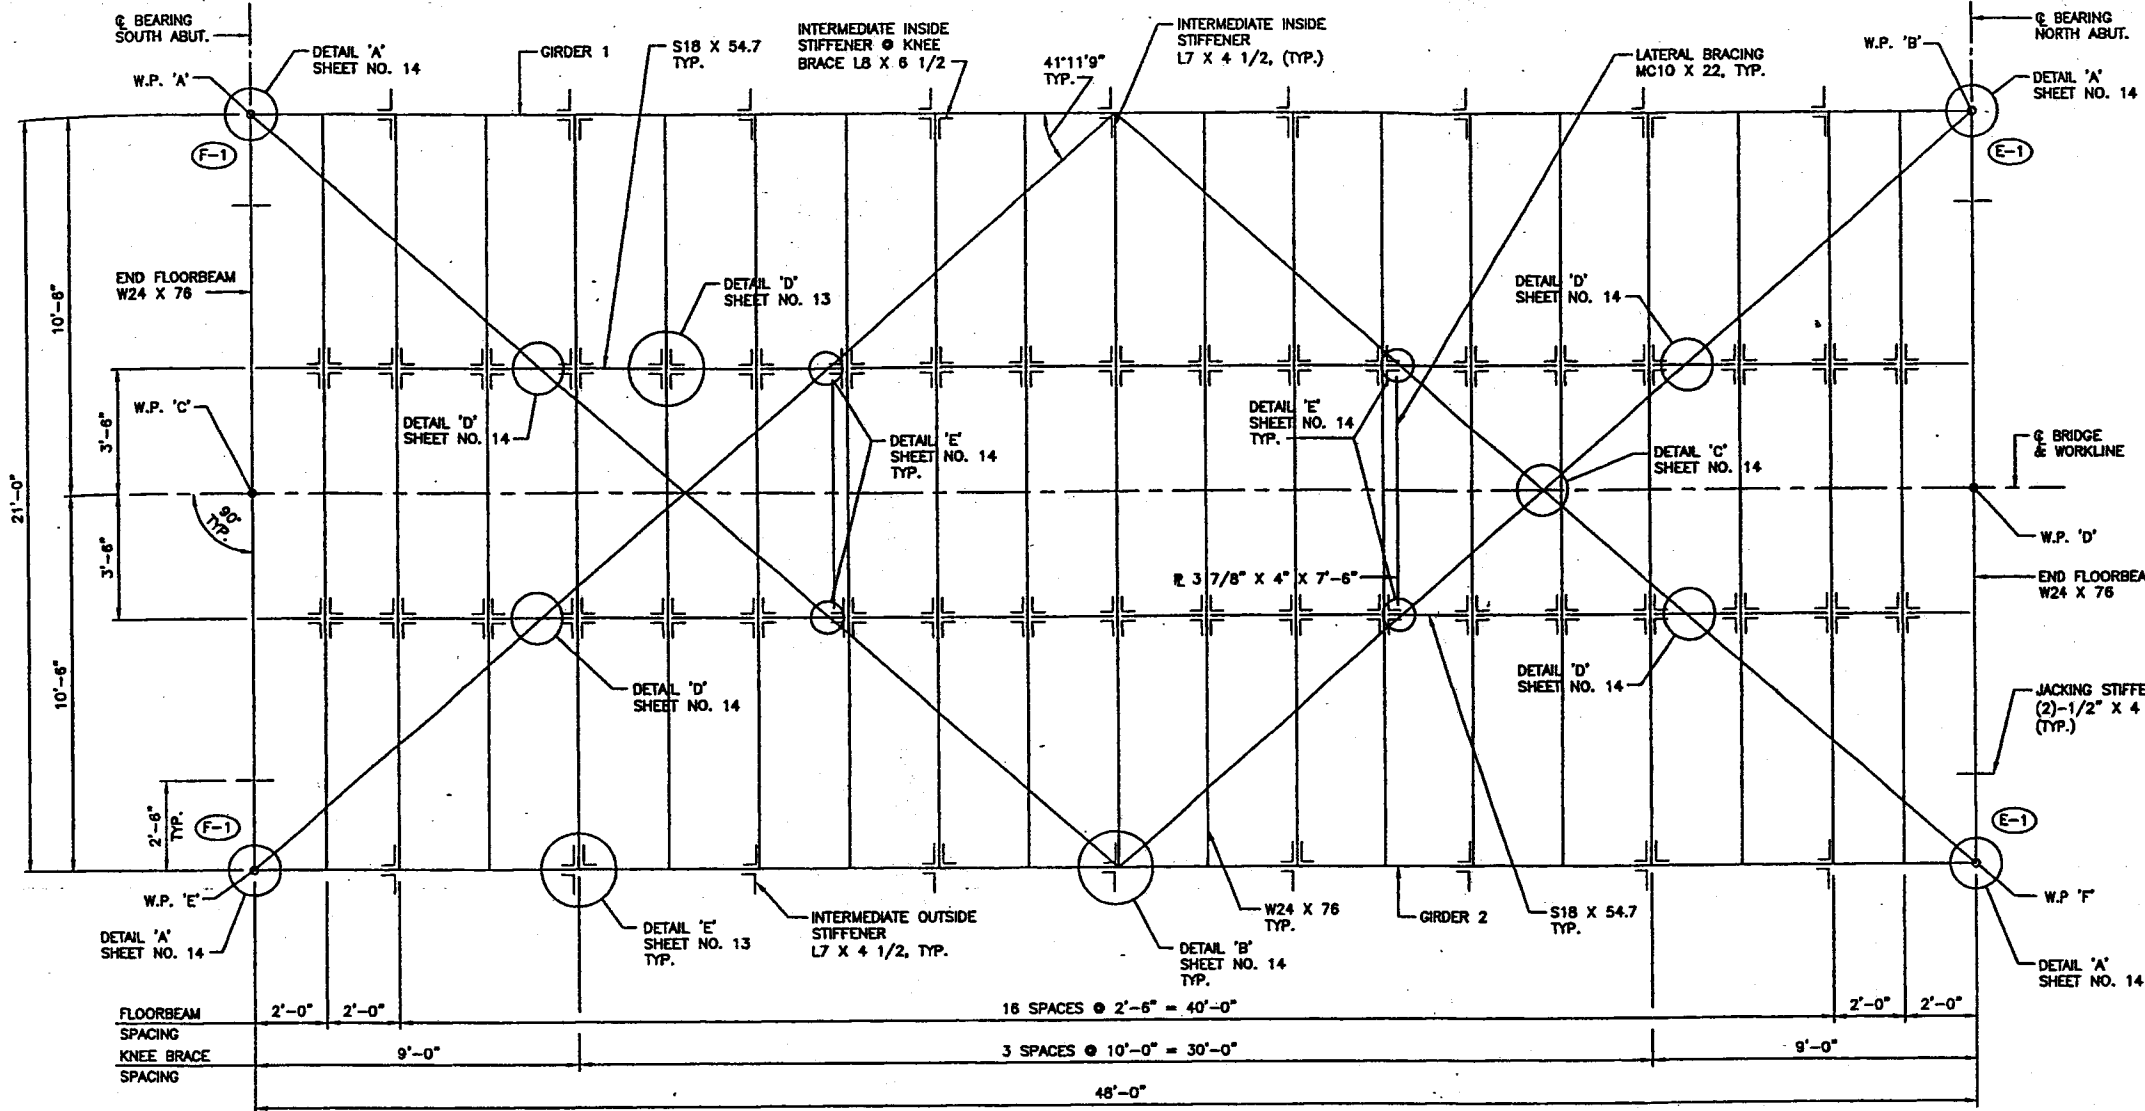 ℄ BEARING
SOUTH ABUT.
DETAIL 'A'
SHEET NO. 14
W.P. 'A'
GIRDER 1
S18 X 54.7
TYP.
INTERMEDIATE INSIDE
STIFFENER @ KNEE
BRACE L8 X 6 1/2
41°11'9"
TYP.
INTERMEDIATE INSIDE
STIFFENER
L7 X 4 1/2, (TYP.)
LATERAL BRACING
MC10 X 22, TYP.
W.P. 'B'
℄ BEARING
NORTH ABUT.
DETAIL 'A'
SHEET NO. 14
F-1
E-1
END FLOORBEAM
W24 X 76
10'-6"
21'-0"
DETAIL 'D'
SHEET NO. 13
DETAIL 'D'
SHEET NO. 14
W.P. 'C'
3'-6"
DETAIL 'D'
SHEET NO. 14
DETAIL 'E'
SHEET NO. 14
TYP.
DETAIL 'E'
SHEET NO. 14
TYP.
DETAIL 'C'
SHEET NO. 14
℄ BRIDGE
& WORKLINE
90°
TYP.
3'-6"
W.P. 'D'
℞ 3 7/8" X 4" X 7'-6"
END FLOORBEA
W24 X 76
10'-6"
DETAIL 'D'
SHEET NO. 14
DETAIL 'D'
SHEET NO. 14
JACKING STIFFE
(2)-1/2" X 4
(TYP.)
2'-6"
TYP.
F-1
E-1
W.P. 'E'
DETAIL 'A'
SHEET NO. 14
DETAIL 'E'
SHEET NO. 13
TYP.
INTERMEDIATE OUTSIDE
STIFFENER
L7 X 4 1/2, TYP.
DETAIL 'B'
SHEET NO. 14
TYP.
W24 X 76
TYP.
GIRDER 2
S18 X 54.7
TYP.
W.P 'F'
DETAIL 'A'
SHEET NO. 14
FLOORBEAM
SPACING
2'-0"
2'-0"
16 SPACES @ 2'-6" = 40'-0"
2'-0"
2'-0"
KNEE BRACE
SPACING
9'-0"
3 SPACES @ 10'-0" = 30'-0"
9'-0"
48'-0"